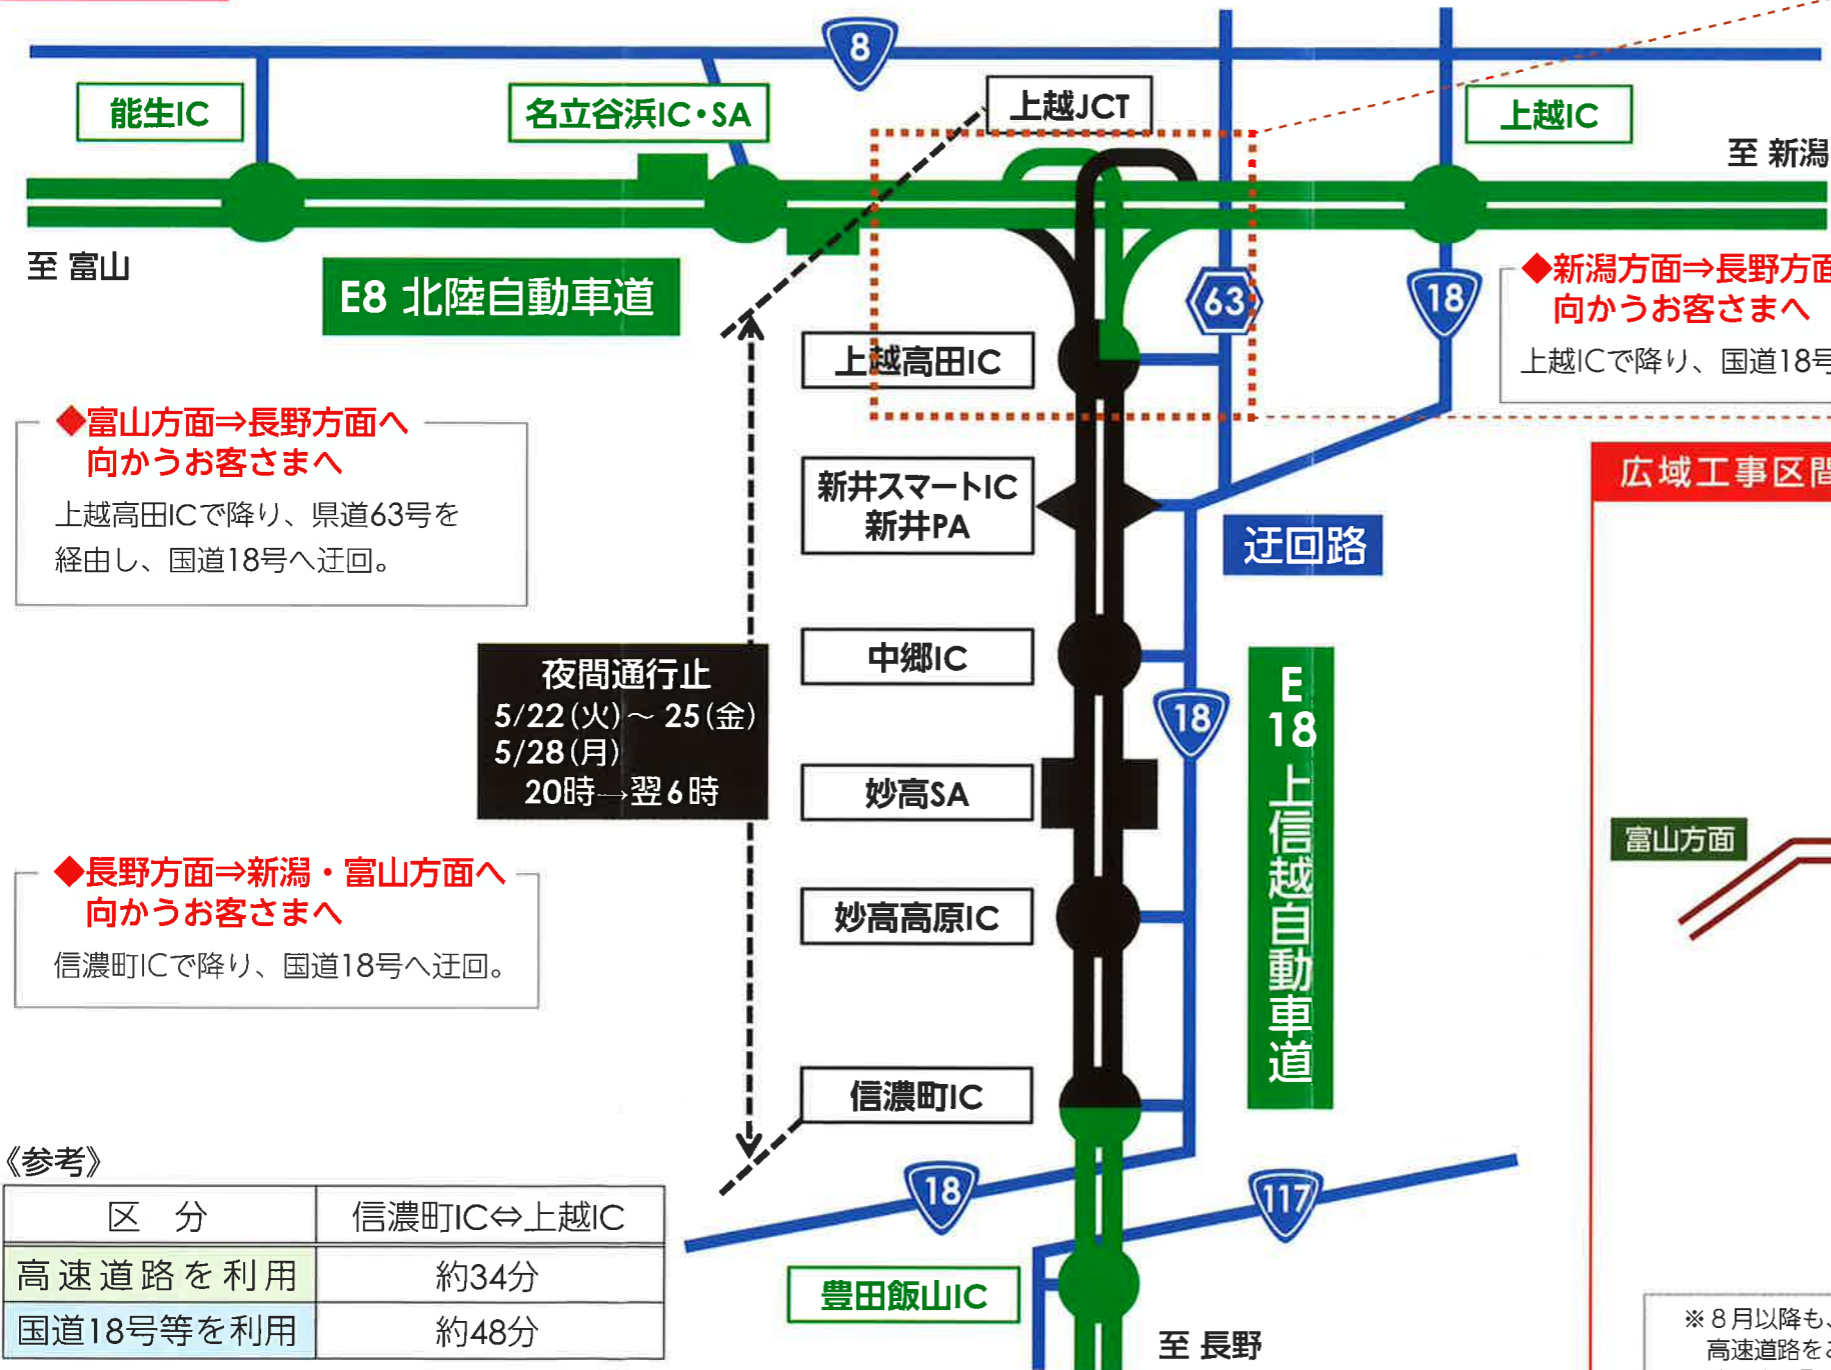 8
能生IC
名立谷浜IC・SA
上越JCT
上越IC
至 新潟
至 富山
E8 北陸自動車道
63
18
◆新潟方面⇒長野方面
向かうお客さまへ
上越ICで降り、国道18号
上越高田IC
◆富山方面⇒長野方面へ
向かうお客さまへ
上越高田ICで降り、県道63号を
経由し、国道18号へ迂回。
新井スマートIC
新井PA
迂回路
広域工事区間
中郷IC
夜間通行止
5/22(火)～25(金)
5/28(月)
20時→翌6時
18
E
18
上信越自動車道
妙高SA
富山方面
◆長野方面⇒新潟・富山方面へ
向かうお客さまへ
信濃町ICで降り、国道18号へ迂回。
妙高高原IC
信濃町IC
18
117
《参考》
区 分 信濃町IC⇔上越IC
高速道路を利用 約34分
国道18号等を利用 約48分
豊田飯山IC
至 長野
※８月以降も、
高速道路を